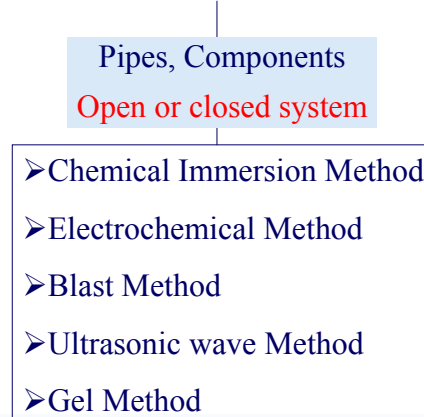 Pipes, Components
Open or closed system
➢Chemical Immersion Method
➢Electrochemical Method
➢Blast Method
➢Ultrasonic wave Method
➢Gel Method